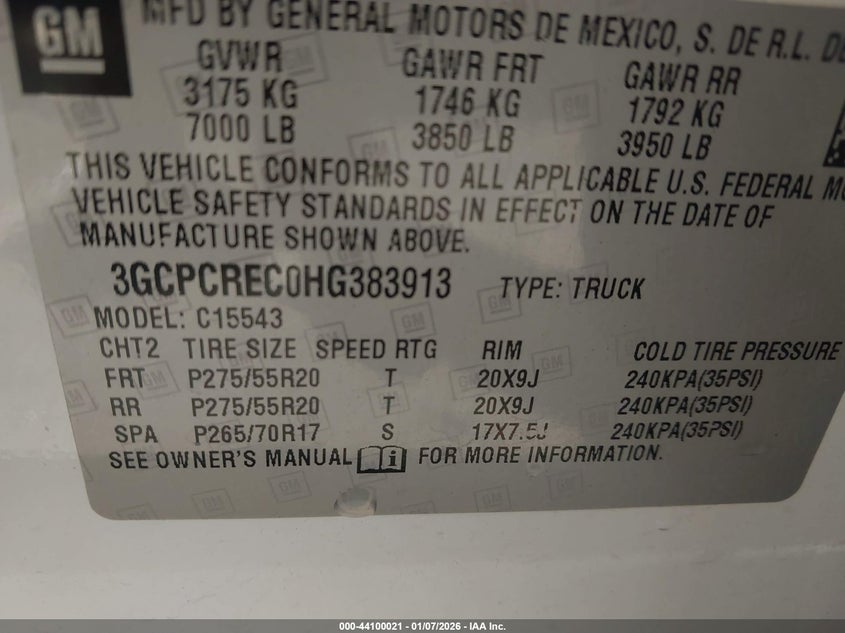 GM
MFD BY GENERAL MOTORS DE MEXICO, S. DE R.L. DE
GVWR GAWR FRT GAWR RR
3175 KG 1746 KG 1792 KG
7000 LB 3850 LB 3950 LB
THIS VEHICLE CONFORMS TO ALL APPLICABLE U.S. FEDERAL
VEHICLE SAFETY STANDARDS IN EFFECT ON THE DATE OF
MANUFACTURE SHOWN ABOVE.
3GCPCREC0HG383913 TYPE: TRUCK
MODEL: C15543
CHT2 TIRE SIZE SPEED RTG RIM COLD TIRE PRESSURE
FRT P275/55R20 T 20X9J 240KPA(35PSI)
RR P275/55R20 T 20X9J 240KPA(35PSI)
SPA P265/70R17 S 17X7.5J 240KPA(35PSI)
SEE OWNER'S MANUAL i FOR MORE INFORMATION.
000-44100021 - 01/07/2026 - IAA Inc.